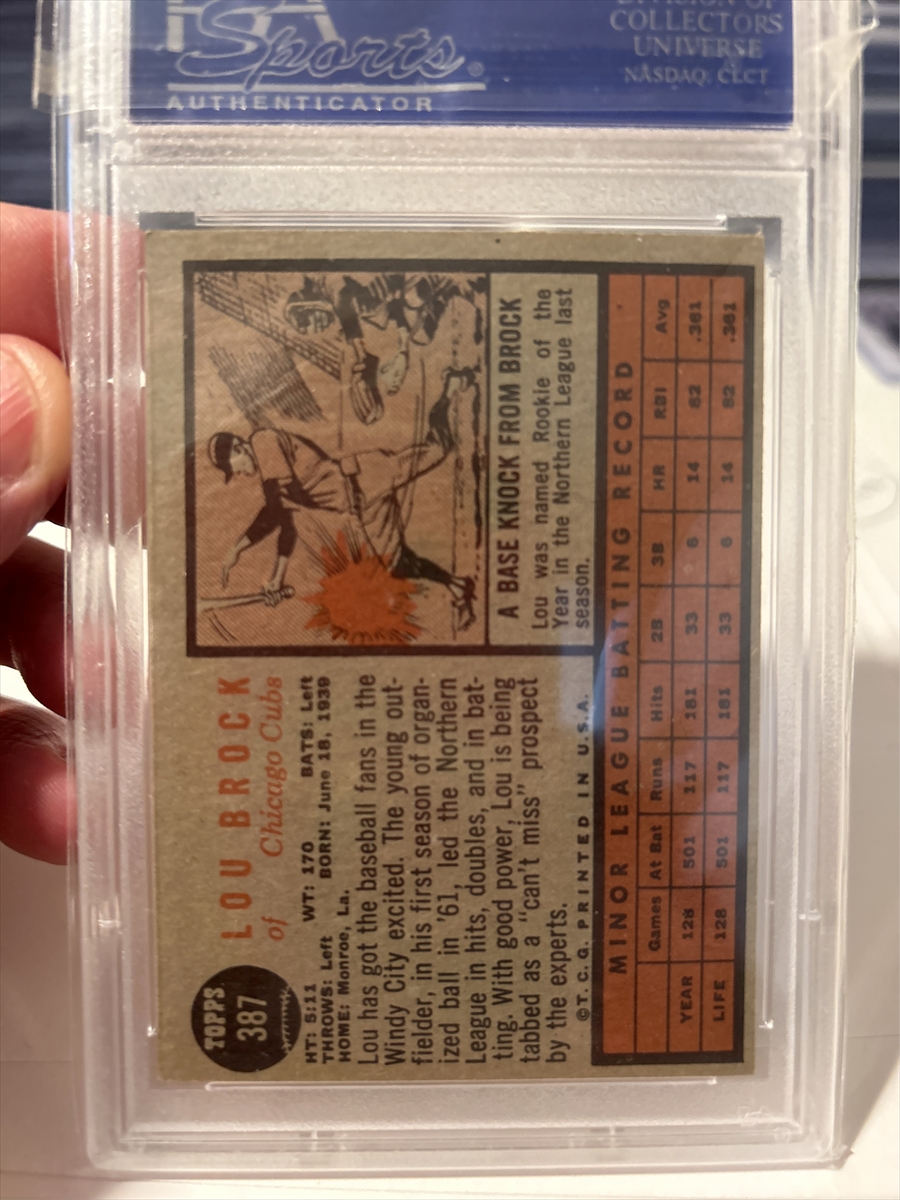 Sports
AUTHENTICATOR
COLLECTORS
UNIVERSE
NASDAQ: CLCT
TOPPS
387
LOU BROCK
of Chicago Cubs
HT: 5:11 WT: 170 BATS: Left
THROWS: Left BORN: June 18, 1939
HOME: Monroe, La.
Lou has got the baseball fans in the
Windy City excited. The young out-
fielder, in his first season of organ-
ized ball in '61, led the Northern
League in hits, doubles, and in bat-
ting. With good power, Lou is being
tabbed as a "can't miss" prospect
by the experts.
©T.C.G. PRINTED IN U.S.A.
A BASE KNOCK FROM BROCK
Lou was named Rookie of the
Year in the Northern League last
season.
MINOR LEAGUE BATTING RECORD
Games At Bat Runs Hits 2B 3B HR RBI Avg
YEAR 128 501 117 181 33 6 14 82 .361
LIFE 128 501 117 181 33 6 14 82 .361